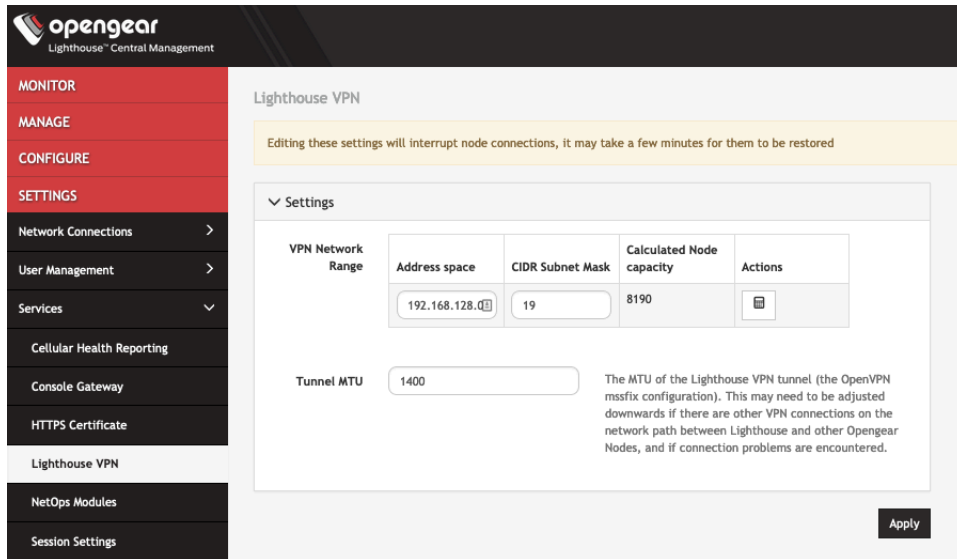 opengear
Lighthouse™ Central Management
MONITOR
MANAGE
CONFIGURE
SETTINGS
Network Connections
User Management
Services
Cellular Health Reporting
Console Gateway
HTTPS Certificate
Lighthouse VPN
NetOps Modules
Session Settings
Lighthouse VPN
Editing these settings will interrupt node connections, it may take a few minutes for them to be restored
Settings
VPN Network
Range
Address space
CIDR Subnet Mask
Calculated Node
capacity
Actions
192.168.128.0
19
8190
Tunnel MTU
1400
The MTU of the Lighthouse VPN tunnel (the OpenVPN
mssfix configuration). This may need to be adjusted
downwards if there are other VPN connections on the
network path between Lighthouse and other Opengear
Nodes, and if connection problems are encountered.
Apply